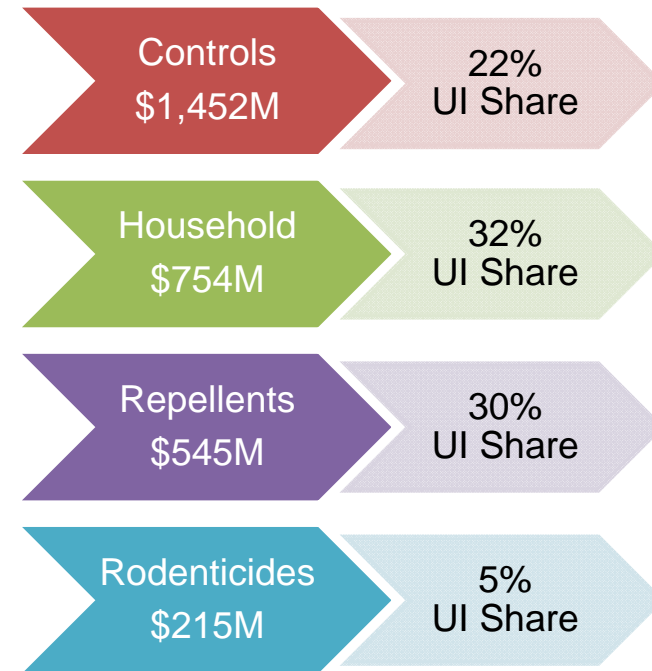 Controls
$1,452M
22%
UI Share
Household
$754M
32%
UI Share
Repellents
$545M
30%
UI Share
Rodenticides
$215M
5%
UI Share